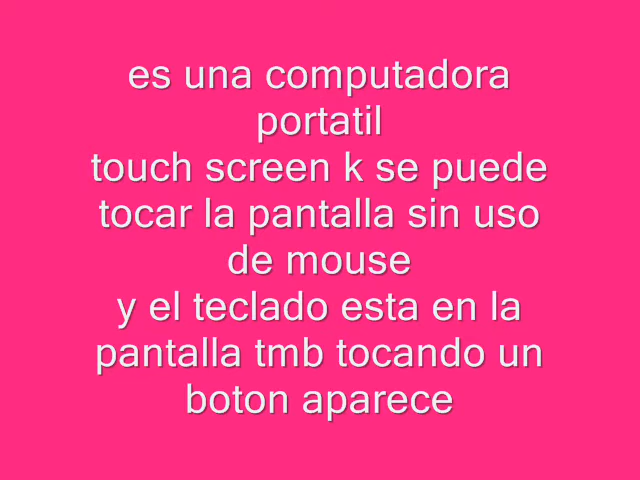 es una computadora
portatil
touch screen k se puede
tocar la pantalla sin uso
de mouse
y el teclado esta en la
pantalla tmb tocando un
boton aparece